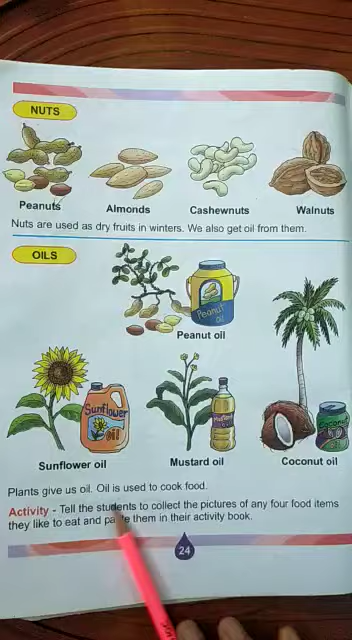 NUTS
Peanuts
Almonds
Cashewnuts
Walnuts
Nuts are used as dry fruits in winters. We also get oil from them.
OILS
Peanut
oil
Peanut oil
Sunflower
oil
Sunflower oil
Mustard oil
Coconut
Coconut oil
Plants give us oil. Oil is used to cook food.
Activity - Tell the students to collect the pictures of any four food items
they like to eat and paste them in their activity book.
24